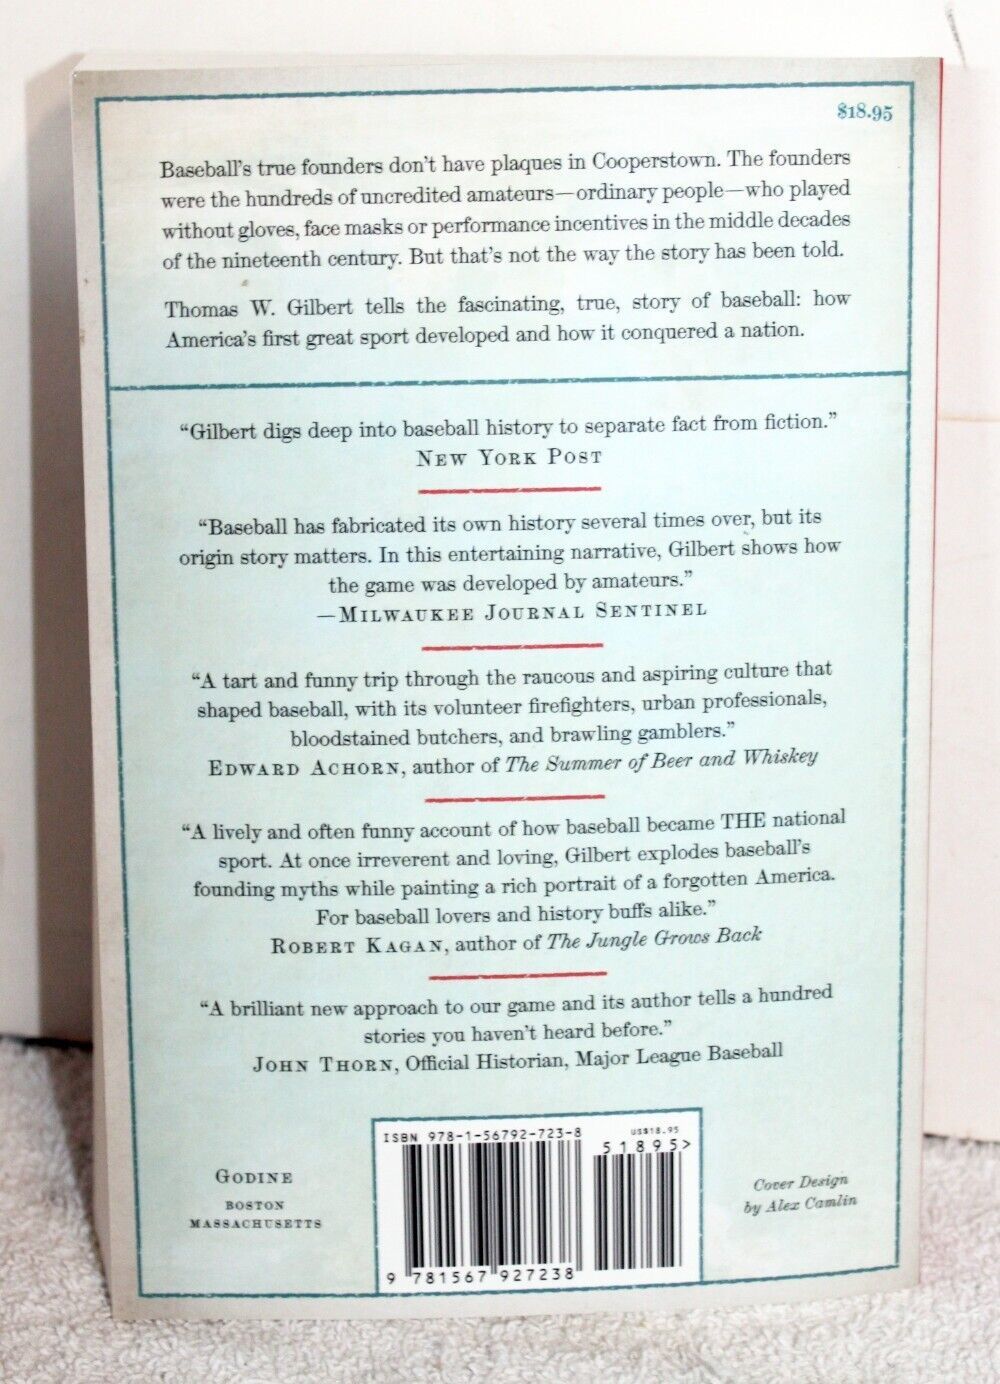 $18.95
Baseball's true founders don't have plaques in Cooperstown. The founders
were the hundreds of uncredited amateurs—ordinary people—who played
without gloves, face masks or performance incentives in the middle decades
of the nineteenth century. But that's not the way the story has been told.
Thomas W. Gilbert tells the fascinating, true, story of baseball: how
America's first great sport developed and how it conquered a nation.
“Gilbert digs deep into baseball history to separate fact from fiction.”
NEW YORK POST
“Baseball has fabricated its own history several times over, but its
origin story matters. In this entertaining narrative, Gilbert shows how
the game was developed by amateurs.”
—MILWAUKEE JOURNAL SENTINEL
“A tart and funny trip through the raucous and aspiring culture that
shaped baseball, with its volunteer firefighters, urban professionals,
bloodstained butchers, and brawling gamblers.”
EDWARD ACHORN, author of The Summer of Beer and Whiskey
“A lively and often funny account of how baseball became THE national
sport. At once irreverent and loving, Gilbert explodes baseball's
founding myths while painting a rich portrait of a forgotten America.
For baseball lovers and history buffs alike.”
ROBERT KAGAN, author of The Jungle Grows Back
“A brilliant new approach to our game and its author tells a hundred
stories you haven't heard before.”
JOHN THORN, Official Historian, Major League Baseball
GODINE
BOSTON
MASSACHUSETTS
ISBN 978-1-56792-723-8
US$18.95
51895>
9 781567 927238
Cover Design
by Alex Camlin